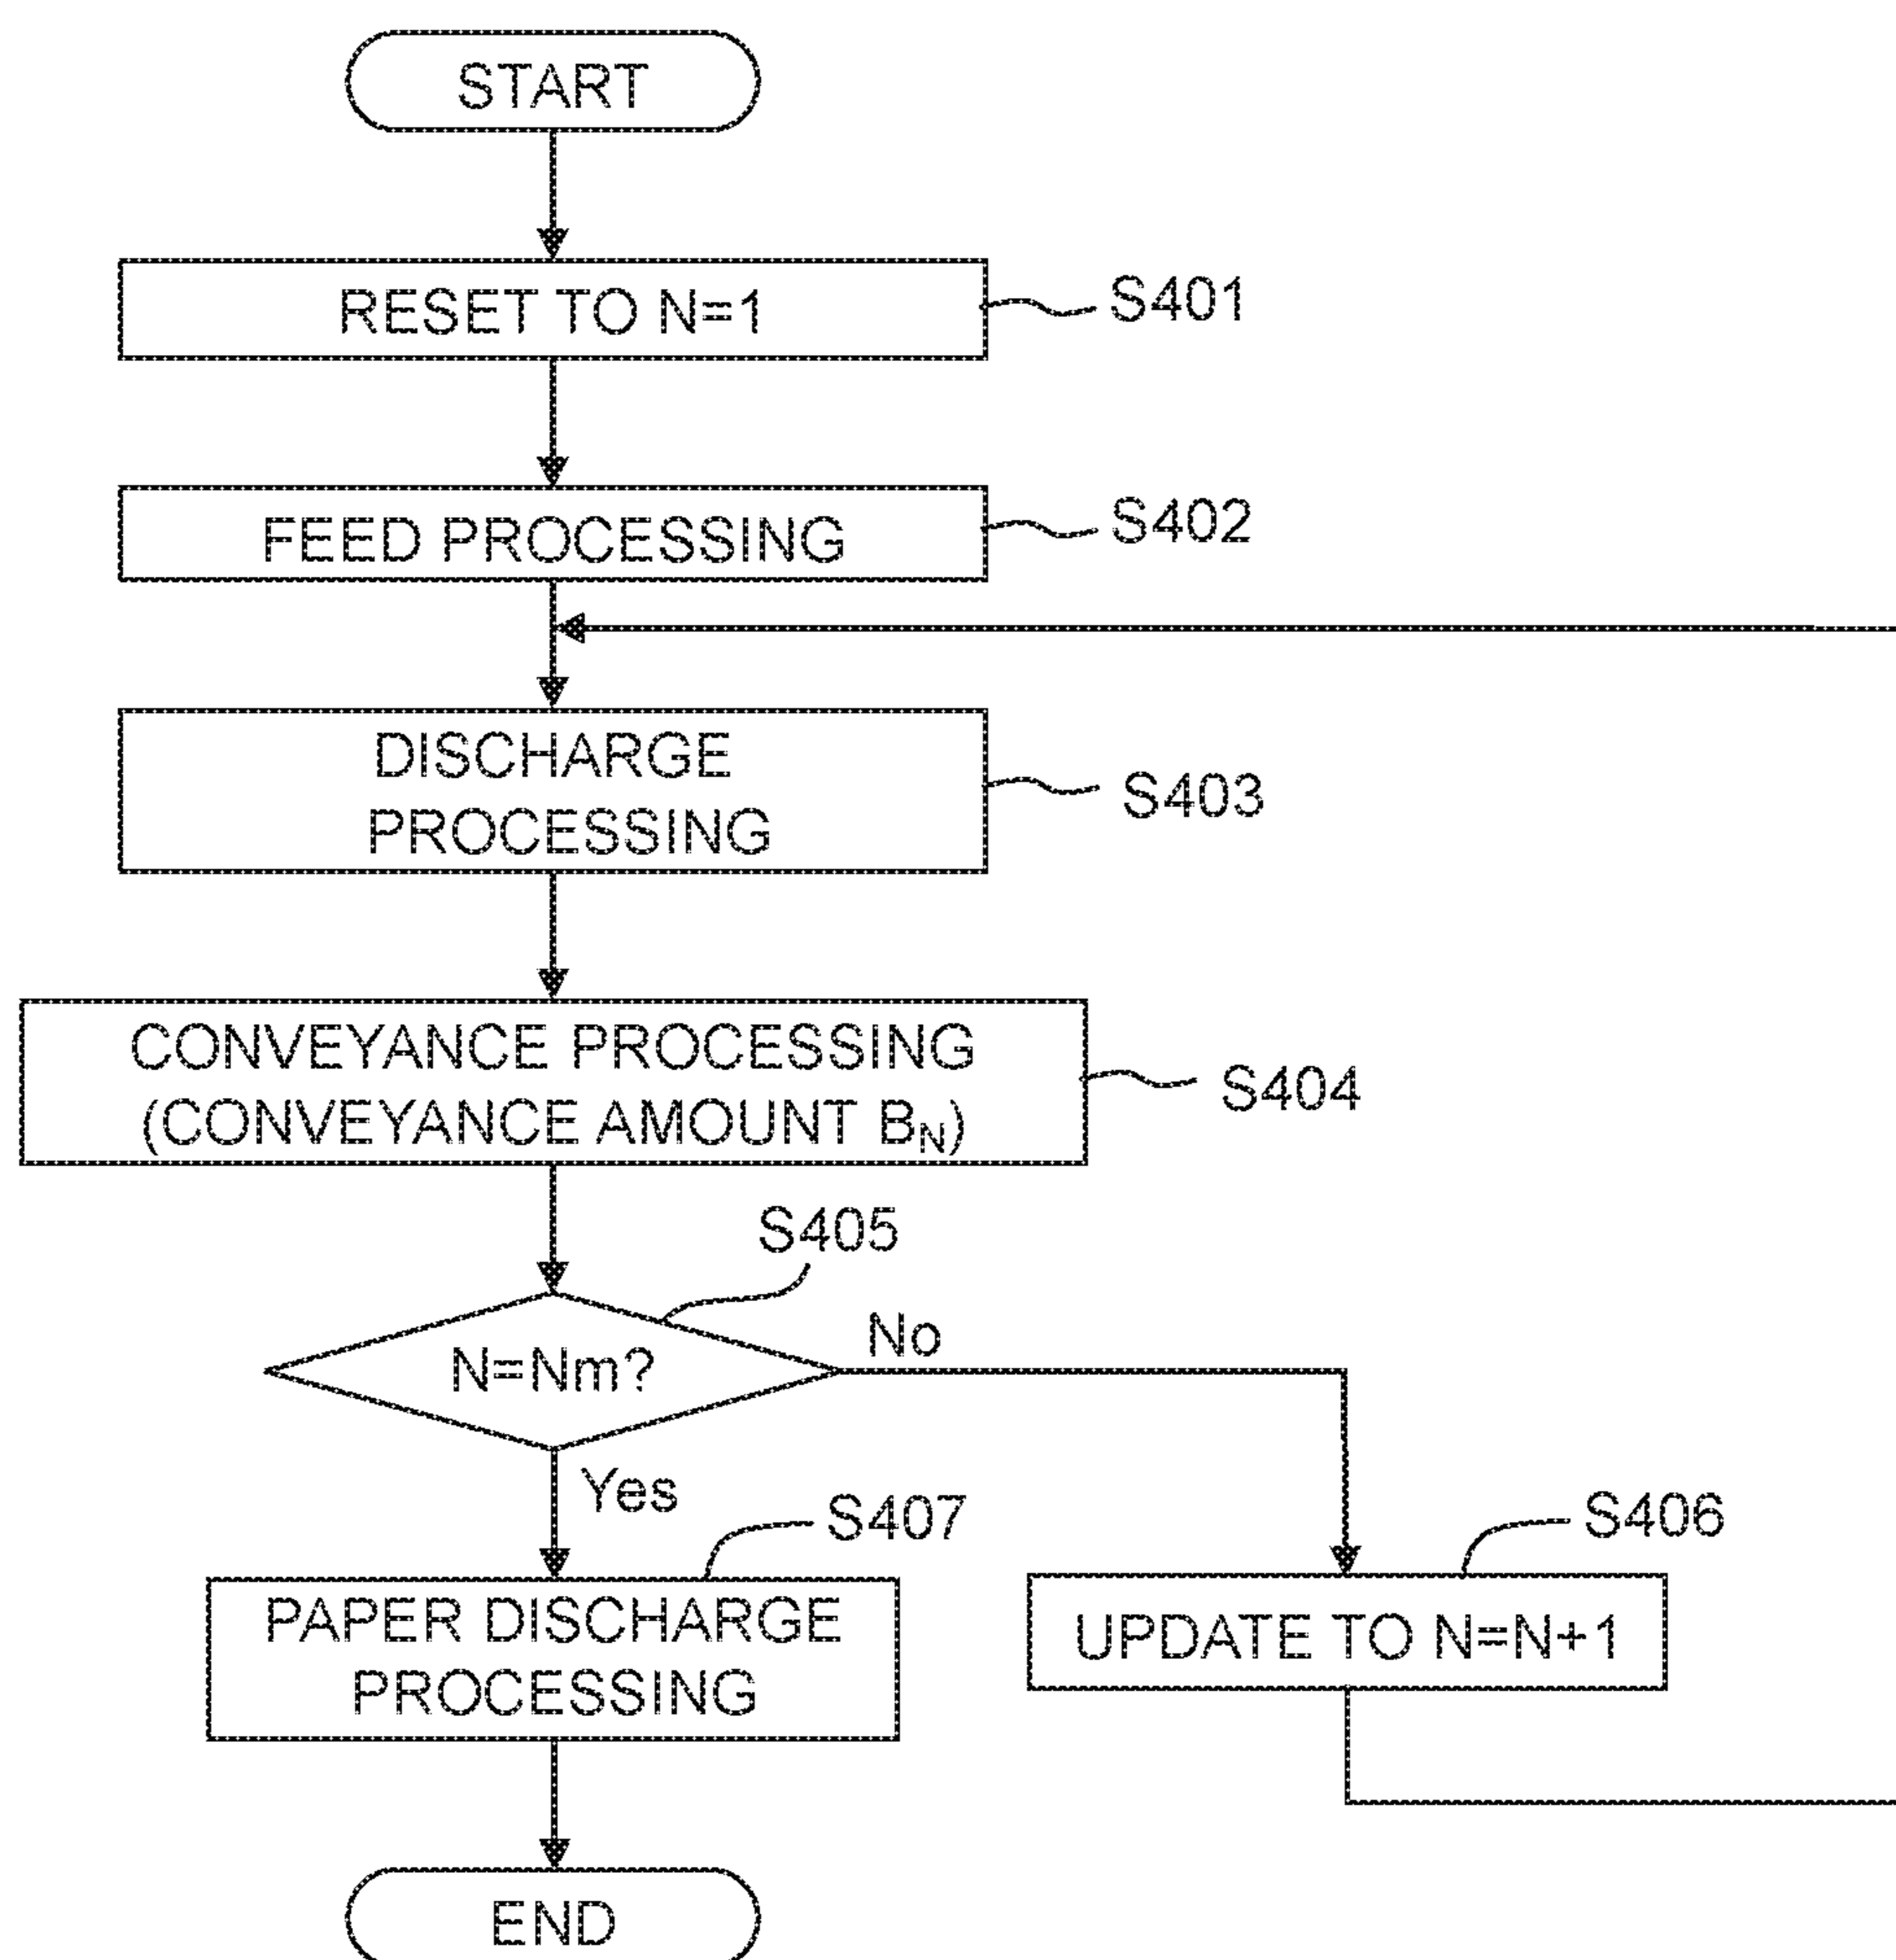 START
RESET TO N=1
S401
FEED PROCESSING
S402
DISCHARGE
PROCESSING
S403
CONVEYANCE PROCESSING
(CONVEYANCE AMOUNT BN)
S404
S405
N=Nm?
No
Yes
S407
PAPER DISCHARGE
PROCESSING
S406
UPDATE TO N=N+1
END